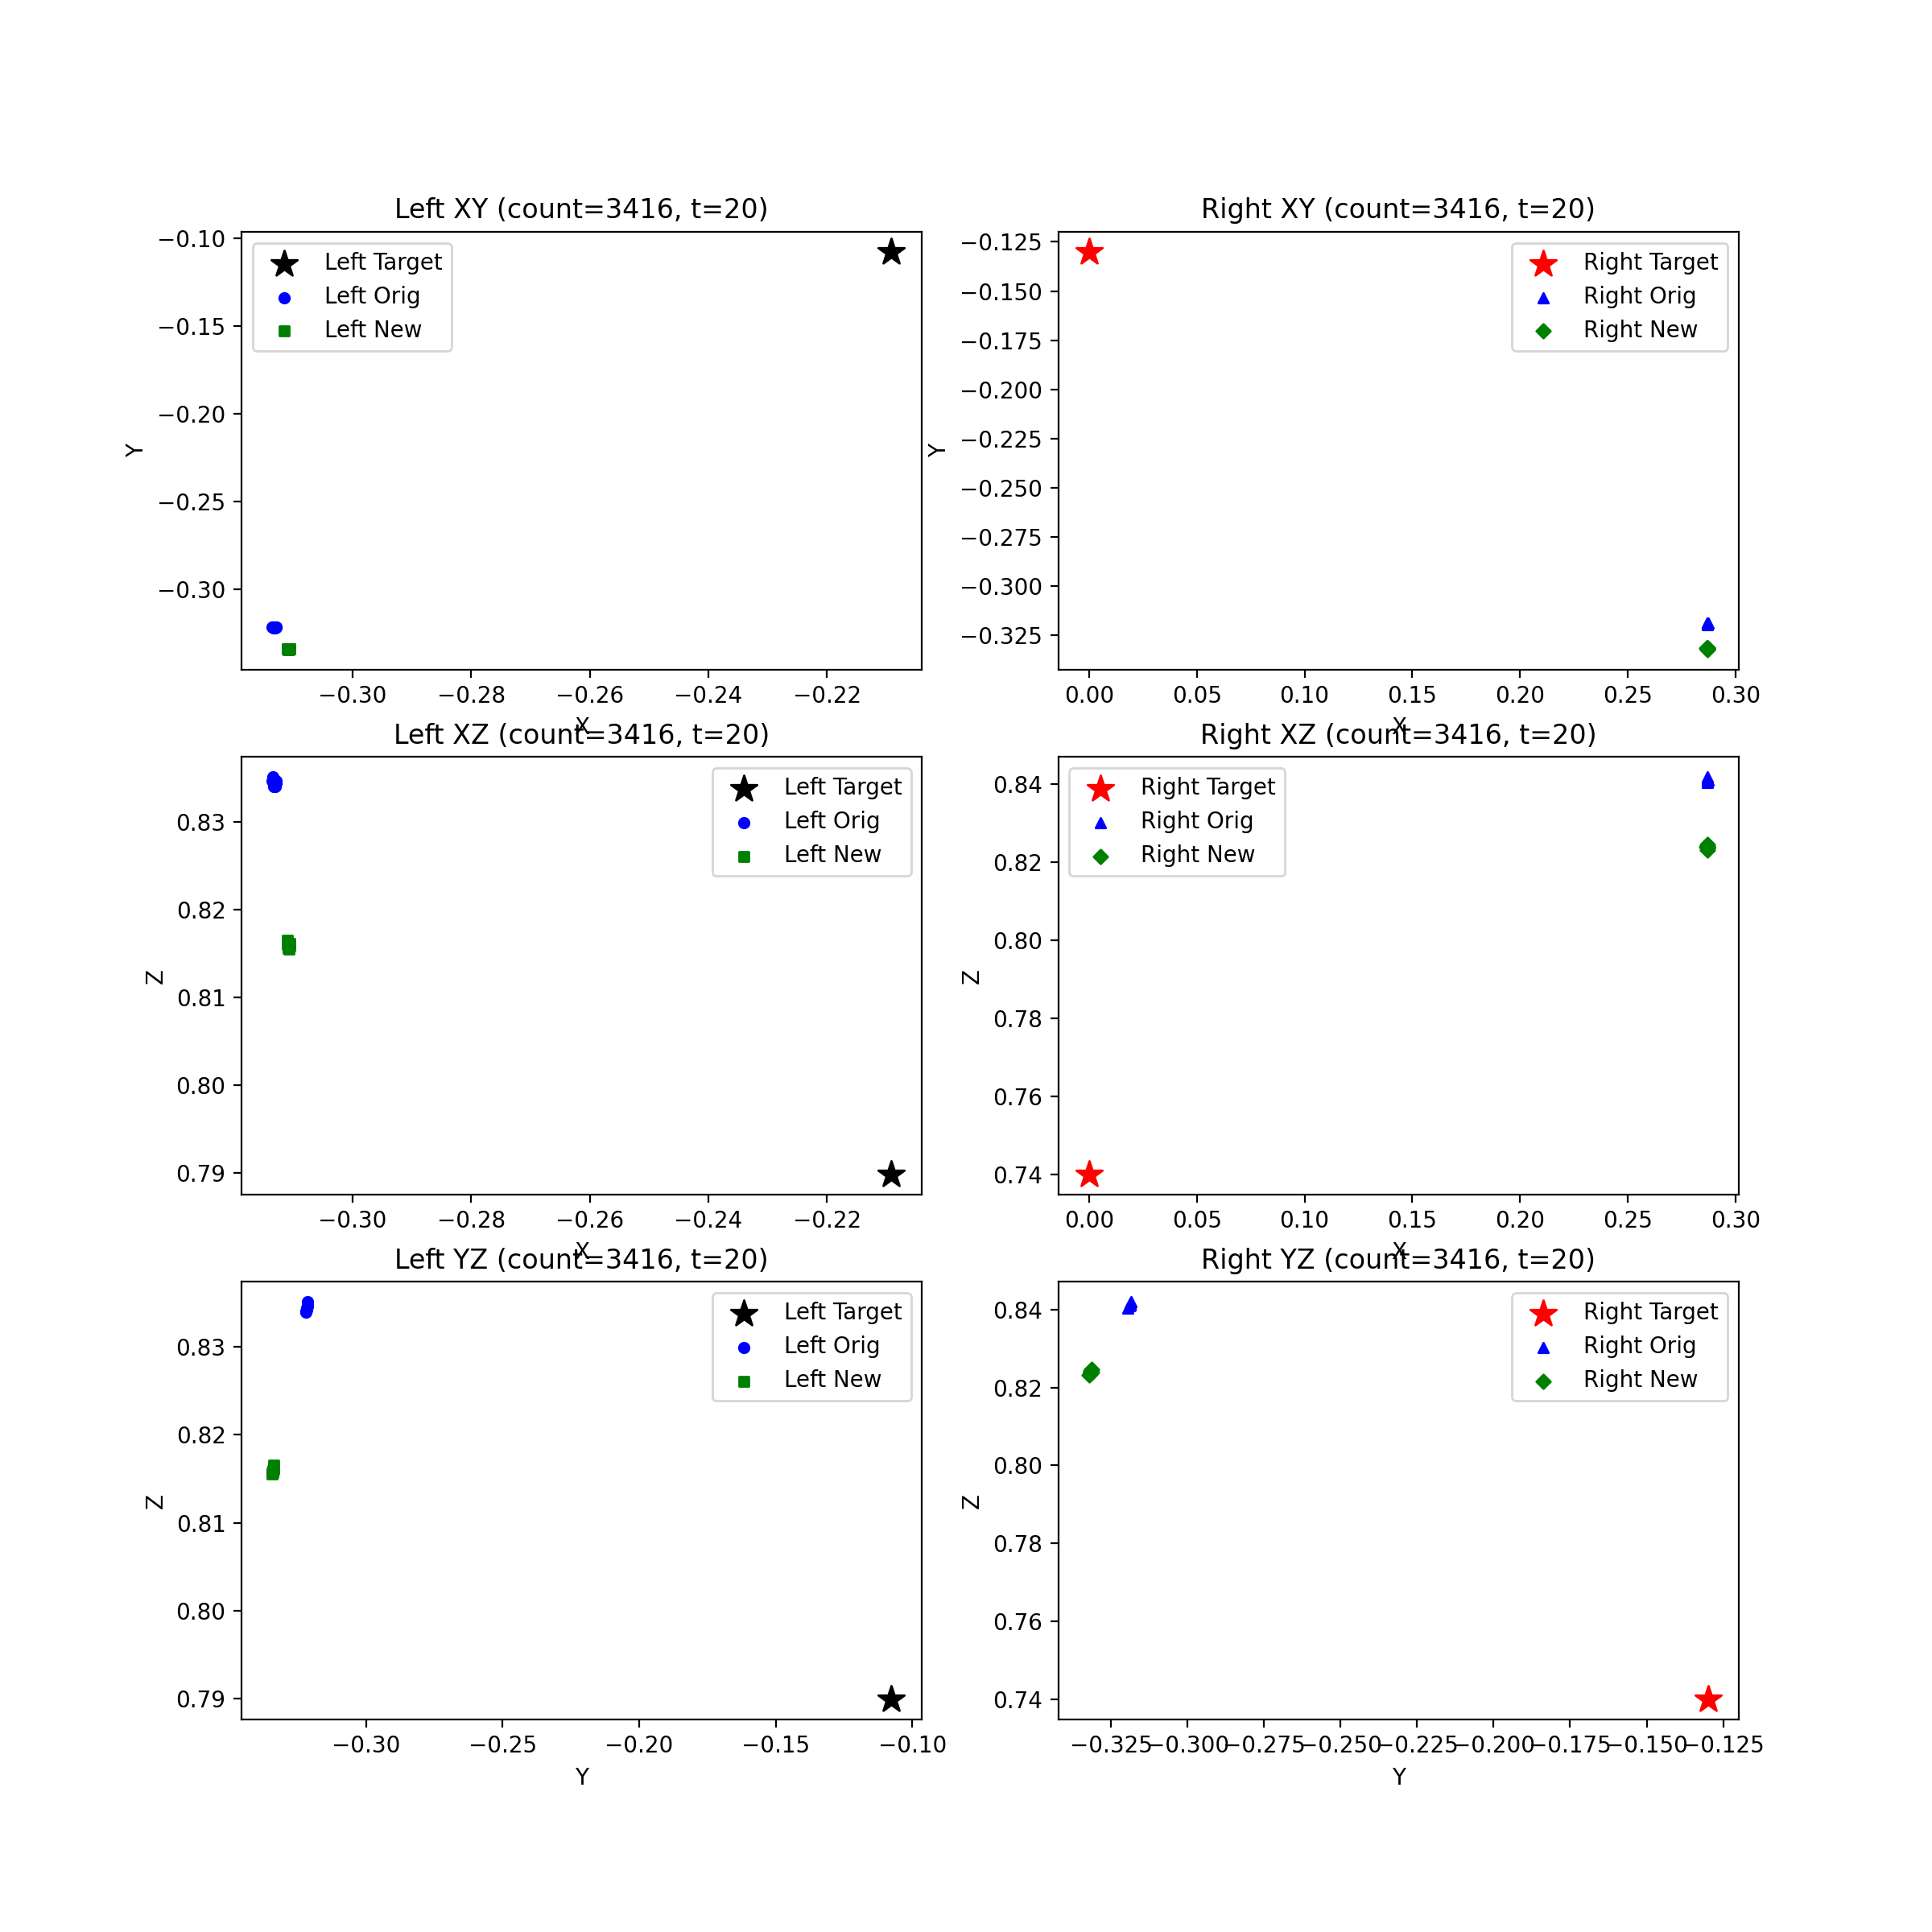 Left XY (count=3416, t=20)
−0.10
−0.15
−0.20
−0.25
−0.30
Y
Left Target
Left Orig
Left New
−0.30 −0.28 −0.26 −0.24 −0.22
X
Right XY (count=3416, t=20)
−0.125
−0.150
−0.175
−0.200
−0.225
−0.250
−0.275
−0.300
−0.325
Y
Right Target
Right Orig
Right New
0.00 0.05 0.10 0.15 0.20 0.25 0.30
X
Left XZ (count=3416, t=20)
0.83
0.82
0.81
0.80
0.79
Z
Left Target
Left Orig
Left New
−0.30 −0.28 −0.26 −0.24 −0.22
X
Right XZ (count=3416, t=20)
0.84
0.82
0.80
0.78
0.76
0.74
Z
Right Target
Right Orig
Right New
0.00 0.05 0.10 0.15 0.20 0.25 0.30
X
Left YZ (count=3416, t=20)
0.83
0.82
0.81
0.80
0.79
Z
Left Target
Left Orig
Left New
−0.30 −0.25 −0.20 −0.15 −0.10
Y
Right YZ (count=3416, t=20)
0.84
0.82
0.80
0.78
0.76
0.74
Z
Right Target
Right Orig
Right New
−0.325 −0.300 −0.275 −0.250 −0.225 −0.200 −0.175 −0.150 −0.125
Y